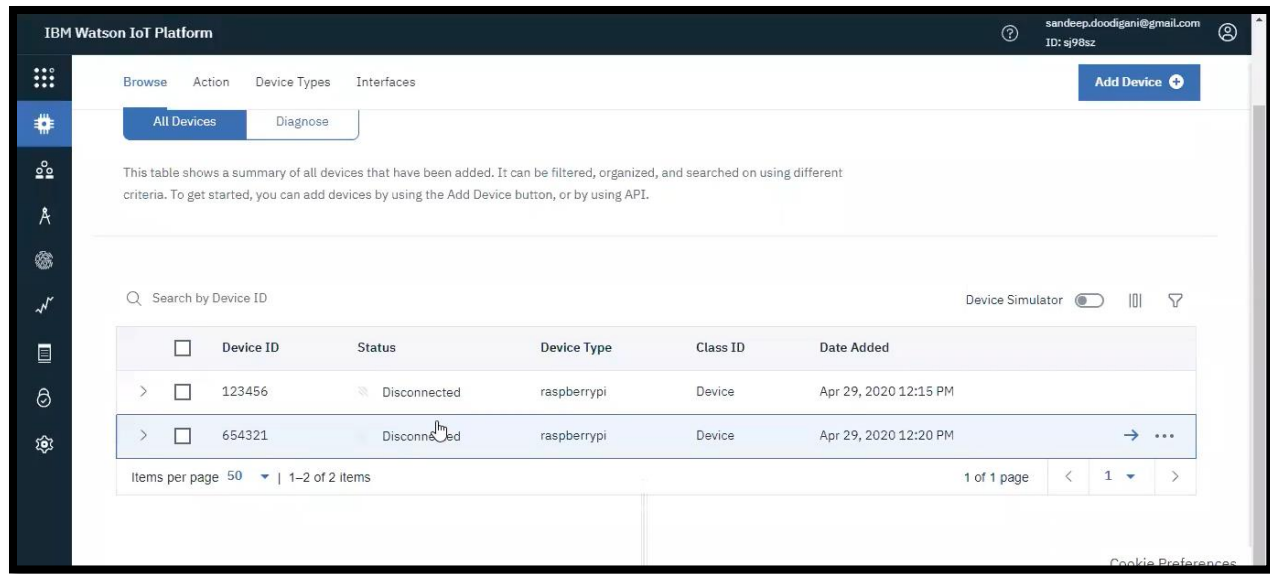 IBM Watson IoT Platform
sandeep.doodigani@gmail.com
ID: sj98sz
Browse Action Device Types Interfaces
Add Device
All Devices Diagnose
This table shows a summary of all devices that have been added. It can be filtered, organized, and searched on using different
criteria. To get started, you can add devices by using the Add Device button, or by using API.
Search by Device ID
Device Simulator
Device ID Status Device Type Class ID Date Added
123456 Disconnected raspberrypi Device Apr 29, 2020 12:15 PM
654321 Disconnected raspberrypi Device Apr 29, 2020 12:20 PM
Items per page 50 | 1–2 of 2 items
1 of 1 page < 1 >
Cookie Preferences